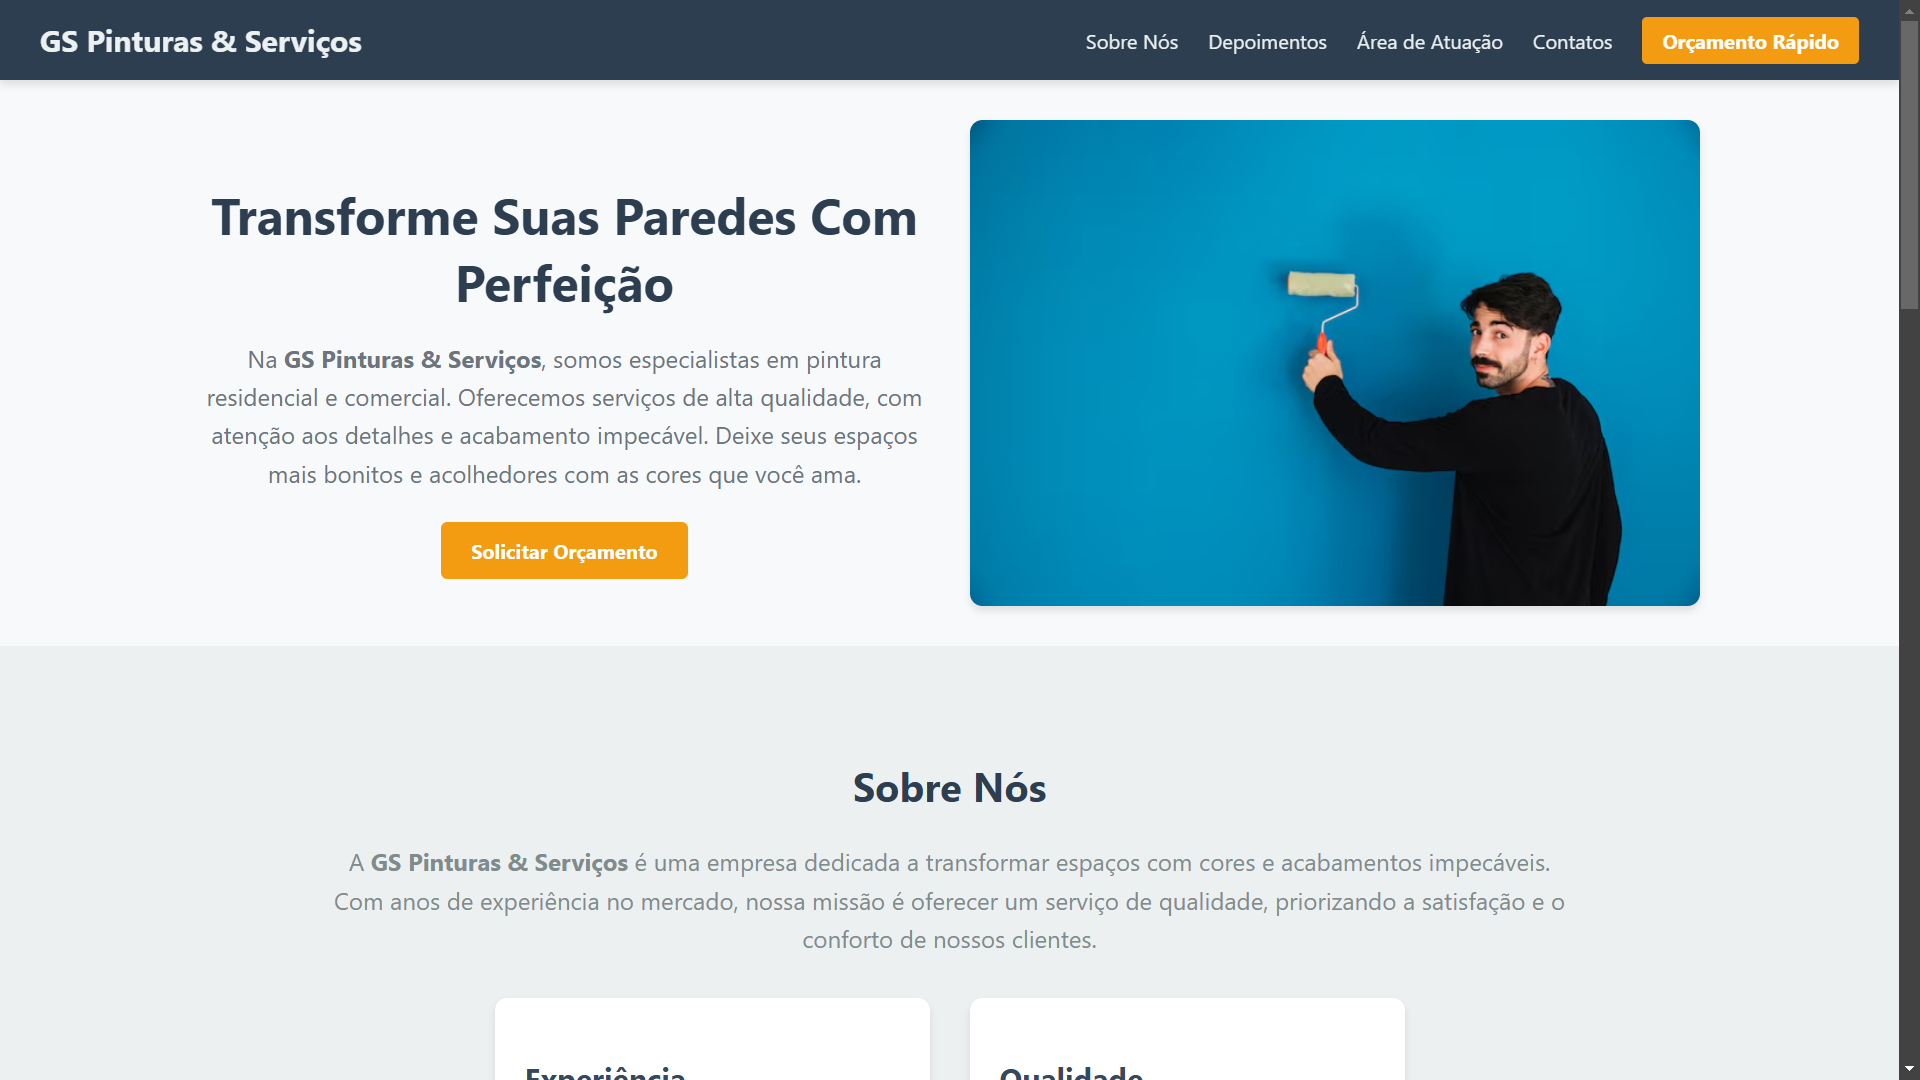 GS Pinturas & Serviços
Sobre Nós
Depoimentos
Área de Atuação
Contatos
Orçamento Rápido
Transforme Suas Paredes Com
Perfeição
Na GS Pinturas & Serviços, somos especialistas em pintura
residencial e comercial. Oferecemos serviços de alta qualidade, com
atenção aos detalhes e acabamento impecável. Deixe seus espaços
mais bonitos e acolhedores com as cores que você ama.
Solicitar Orçamento
Sobre Nós
A GS Pinturas & Serviços é uma empresa dedicada a transformar espaços com cores e acabamentos impecáveis.
Com anos de experiência no mercado, nossa missão é oferecer um serviço de qualidade, priorizando a satisfação e o
conforto de nossos clientes.
Experiência
Qualidade